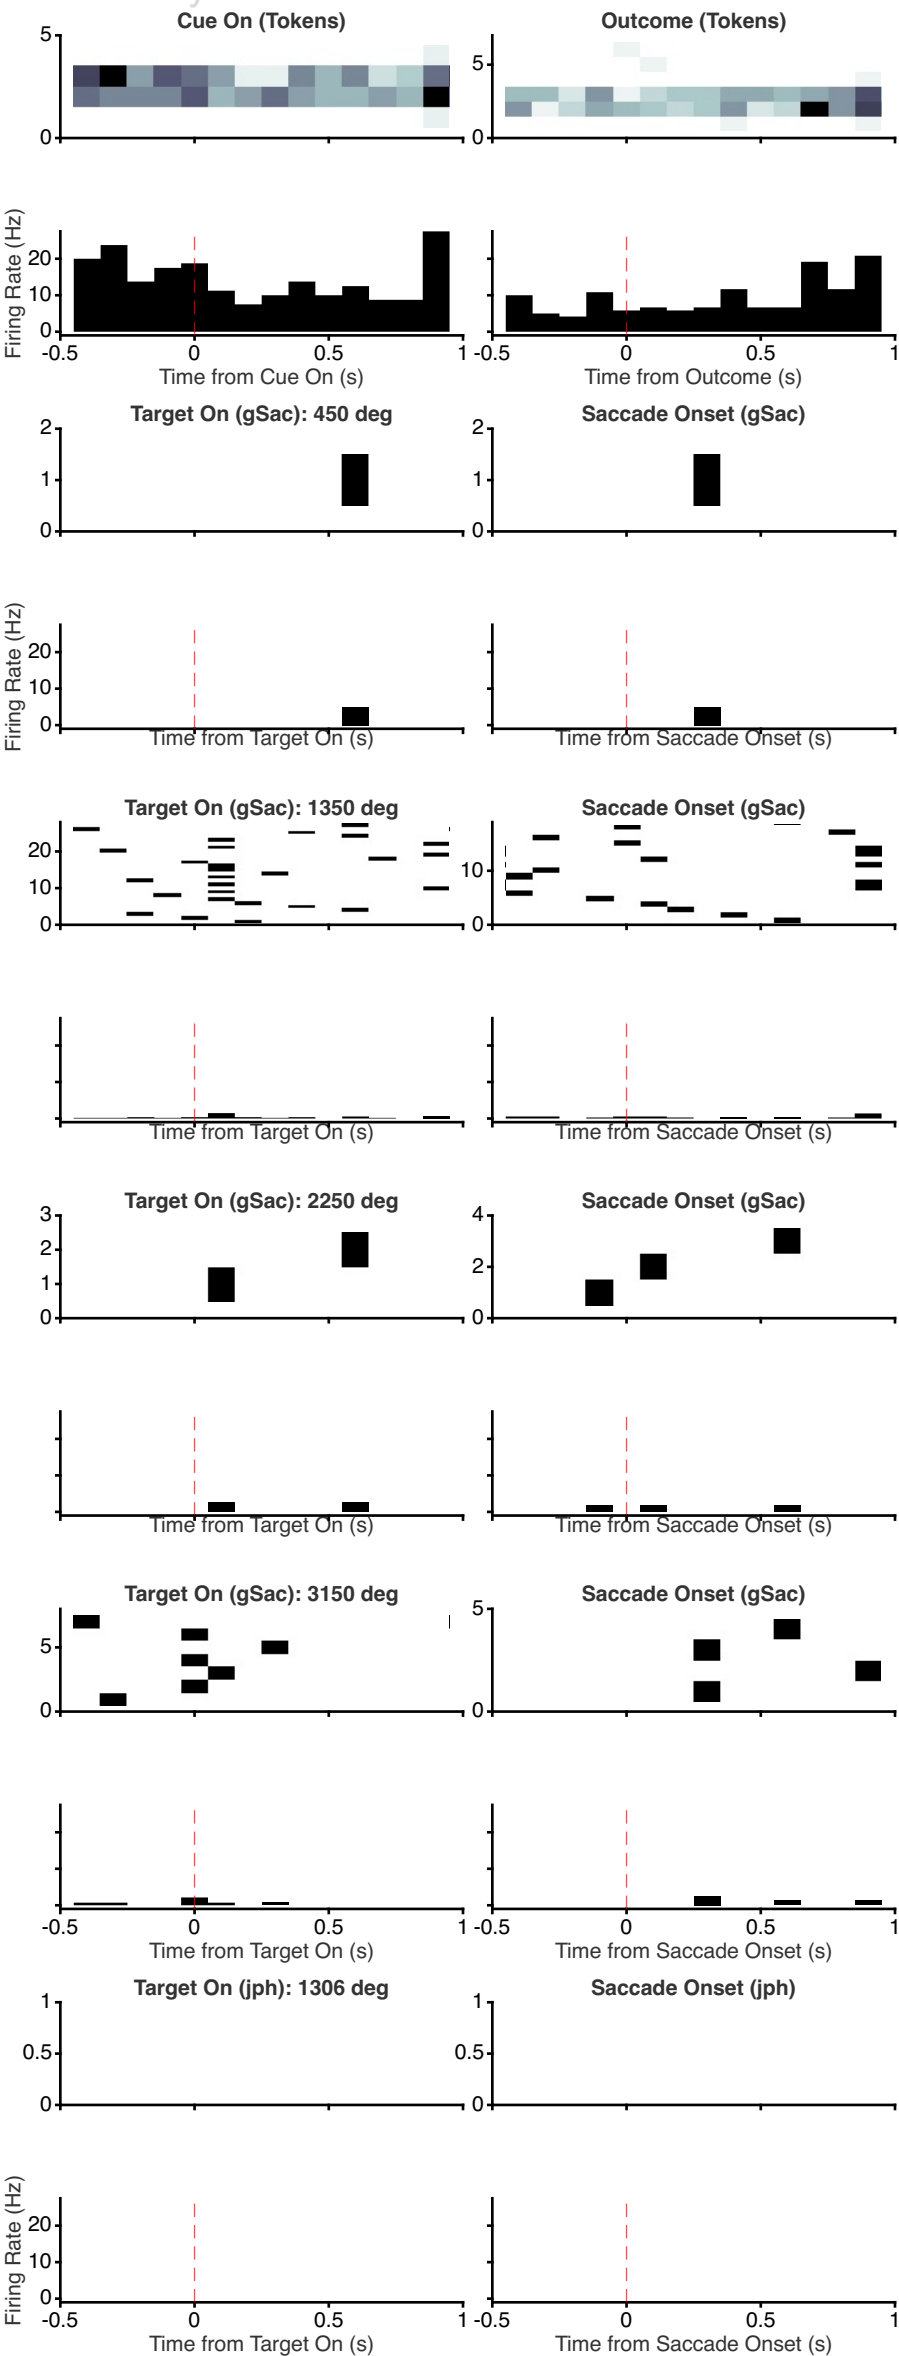 Cue On (Tokens) Outcome (Tokens)
5 5
0 0
Firing Rate (Hz)
20
10
0
-0.5 0 0.5 1 -0.5 0 0.5 1
Time from Cue On (s) Time from Outcome (s)
Target On (gSac): 450 deg Saccade Onset (gSac)
2 2
1 1
0 0
Firing Rate (Hz)
20
10
0
Time from Target On (s) Time from Saccade Onset (s)
Target On (gSac): 1350 deg Saccade Onset (gSac)
20
10 10
0 0
Time from Target On (s) Time from Saccade Onset (s)
Target On (gSac): 2250 deg Saccade Onset (gSac)
3 4
2 2
1
0 0
Time from Target On (s) Time from Saccade Onset (s)
Target On (gSac): 3150 deg Saccade Onset (gSac)
5 5
0 0
-0.5 0 0.5 1 -0.5 0 0.5 1
Time from Target On (s) Time from Saccade Onset (s)
Target On (jph): 1306 deg Saccade Onset (jph)
1 1
0.5 0.5
0 0
Firing Rate (Hz)
20
10
0
-0.5 0 0.5 1 -0.5 0 0.5 1
Time from Target On (s) Time from Saccade Onset (s)